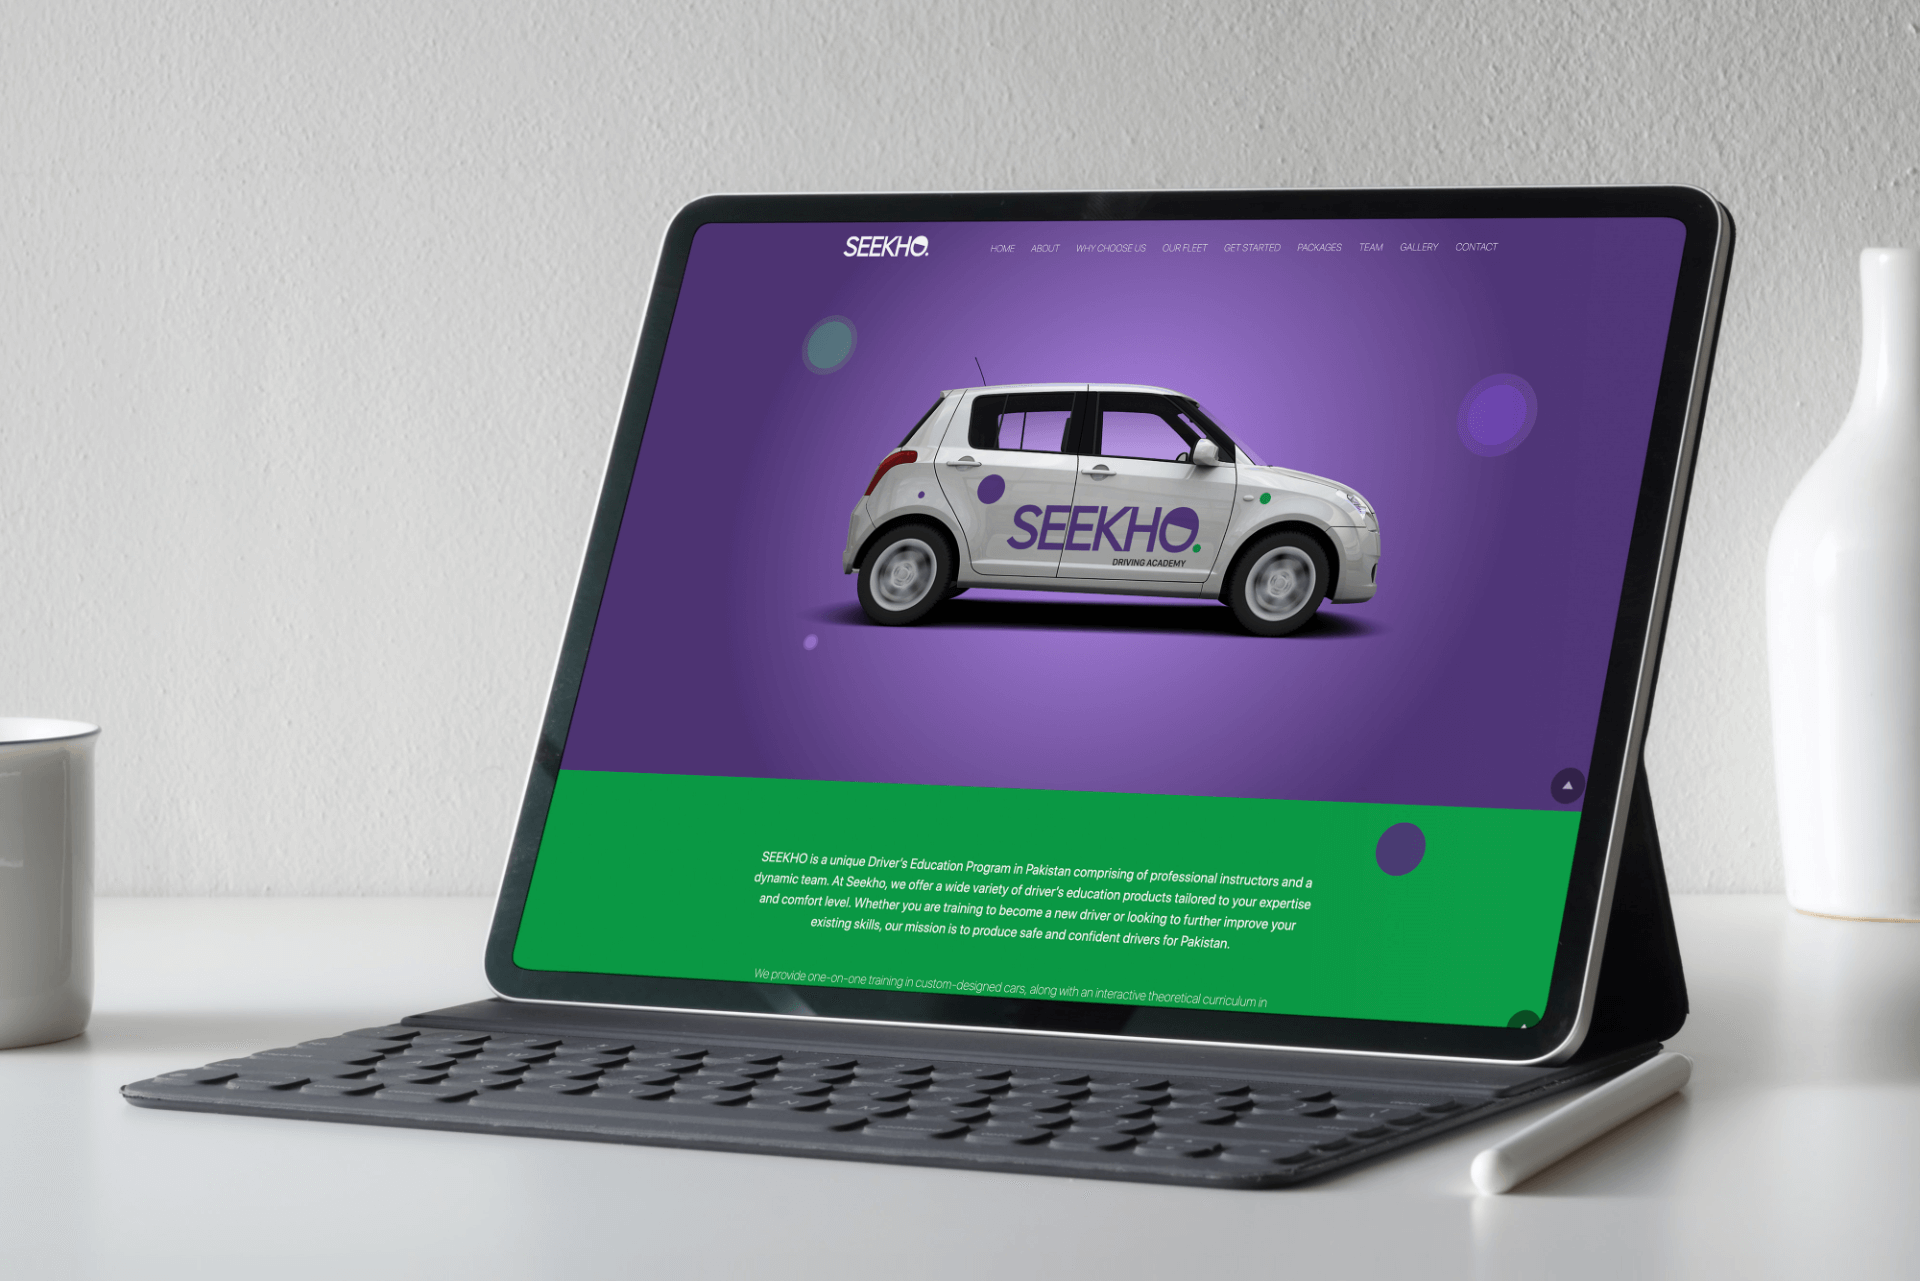 SEEKHO.
HOME ABOUT WHY CHOOSE US OUR FLEET GET STARTED PACKAGES TEAM GALLERY CONTACT
SEEKHO.
DRIVING ACADEMY
SEEKHO is a unique Driver's Education Program in Pakistan comprising of professional instructors and a
dynamic team. At Seekho, we offer a wide variety of driver's education products tailored to your expertise
and comfort level. Whether you are training to become a new driver or looking to further improve your
existing skills, our mission is to produce safe and confident drivers for Pakistan.
We provide one-on-one training in custom-designed cars, along with an interactive theoretical curriculum in